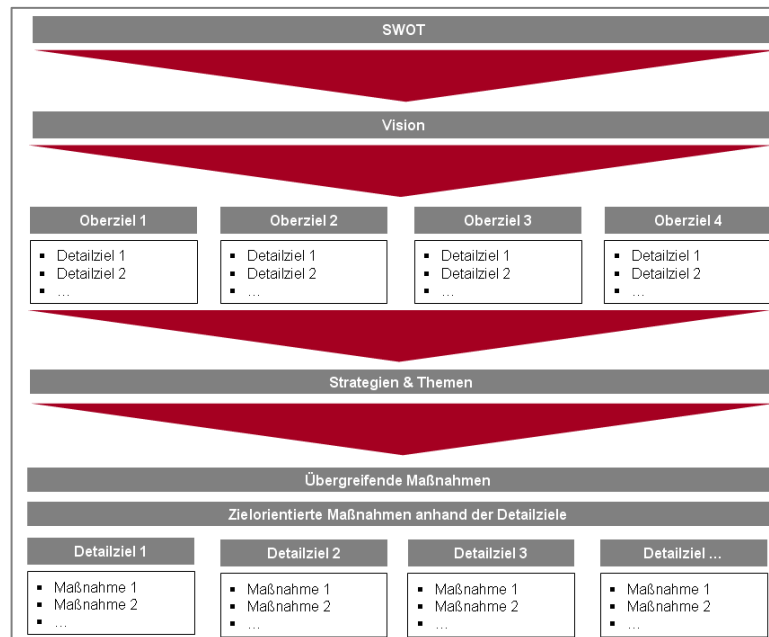 SWOT
Vision
Oberziel 1
Detailziel 1
Detailziel 2
...
Oberziel 2
Detailziel 1
Detailziel 2
...
Oberziel 3
Detailziel 1
Detailziel 2
...
Oberziel 4
Detailziel 1
Detailziel 2
...
Strategien & Themen
Übergreifende Maßnahmen
Zielorientierte Maßnahmen anhand der Detailziele
Detailziel 1
Maßnahme 1
Maßnahme 2
...
Detailziel 2
Maßnahme 1
Maßnahme 2
...
Detailziel 3
Maßnahme 1
Maßnahme 2
...
Detailziel ...
Maßnahme 1
Maßnahme 2
...